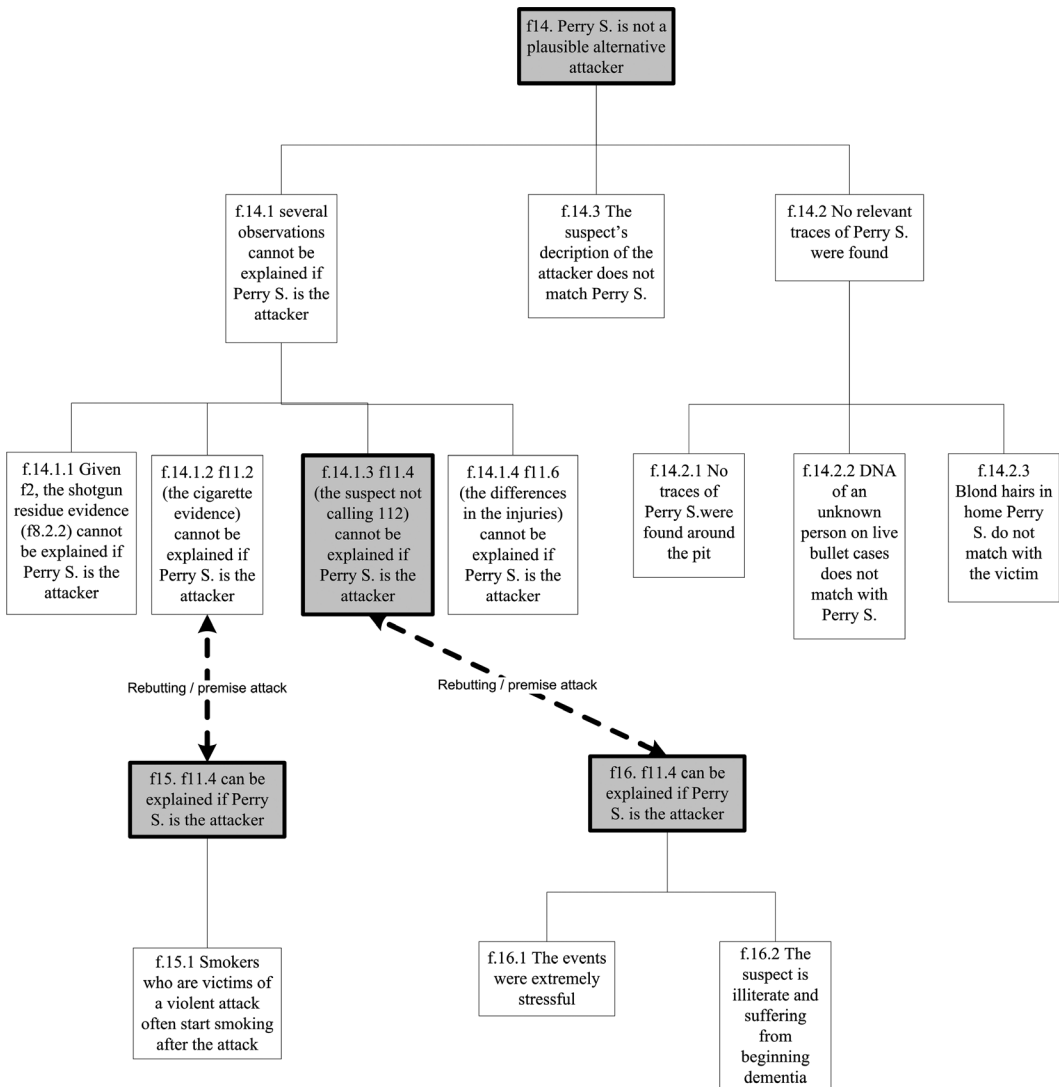 f14. Perry S. is not a
plausible alternative
attacker
f.14.1 several
observations
cannot be
explained if
Perry S. is the
attacker
f.14.3 The
suspect's
decription of the
attacker does not
match Perry S.
f.14.2 No relevant
traces of Perry S.
were found
f.14.1.1 Given
f2, the shotgun
residue evidence
(f8.2.2) cannot
be explained if
Perry S. is the
attacker
f.14.1.2 f11.2
(the cigarette
evidence)
cannot be
explained if
Perry S. is the
attacker
f.14.1.3 f11.4
(the suspect not
calling 112)
cannot be
explained if
Perry S. is the
attacker
f.14.1.4 f11.6
(the differences
in the injuries)
cannot be
explained if
Perry S. is the
attacker
f.14.2.1 No
traces of
Perry S.were
found around
the pit
f.14.2.2 DNA
of an
unknown
person on live
bullet cases
does not
match with
Perry S.
f.14.2.3
Blond hairs in
home Perry
S. do not
match with
the victim
Rebutting / premise attack
Rebutting / premise attack
f15. f11.4 can be
explained if Perry
S. is the attacker
f16. f11.4 can be
explained if Perry
S. is the attacker
f.15.1 Smokers
who are victims of
a violent attack
often start smoking
after the attack
f.16.1 The events
were extremely
stressful
f.16.2 The
suspect is
illiterate and
suffering
from
beginning
dementia